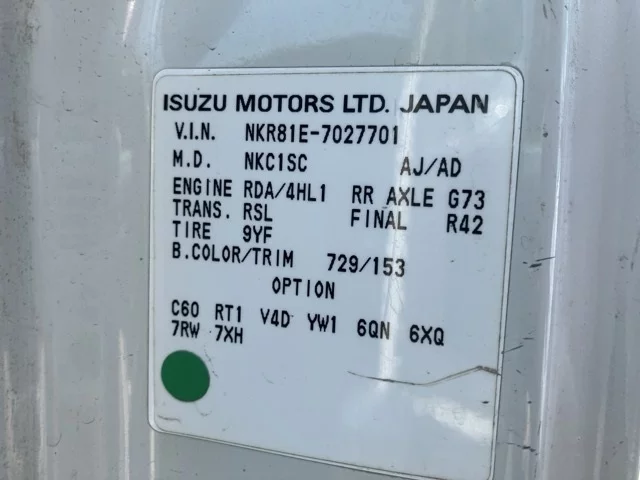 ISUZU MOTORS LTD. JAPAN
V.I.N. NKR81E-7027701
M.D. NKC1SC AJ/AD
ENGINE RDA/4HL1 RR AXLE G73
TRANS. RSL FINAL R42
TIRE 9YF
B.COLOR/TRIM 729/153
OPTION
C60 RT1 V4D YW1 6QN 6XQ
7RW 7XH